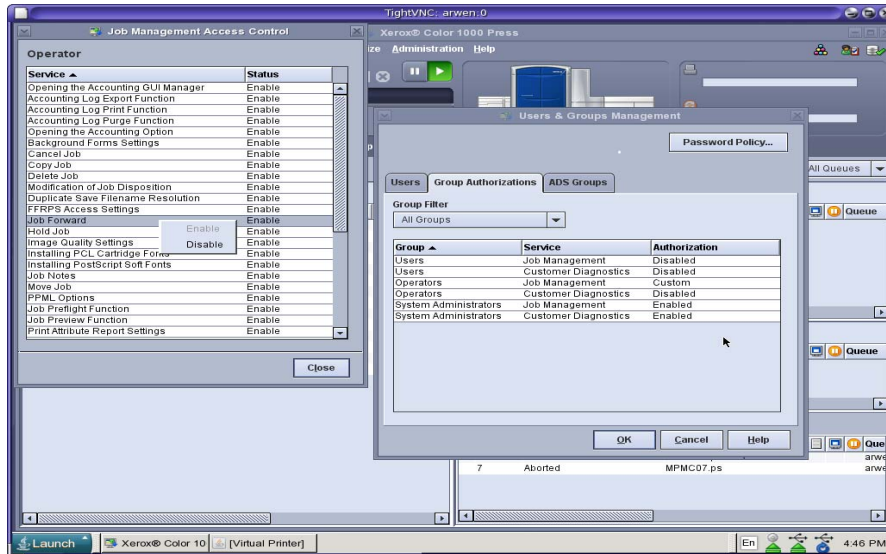 TightVNC: arwen:0
Job Management Access Control
Operator
Service Status
Opening the Accounting GUI Manager Enable
Accounting Log Export Function Enable
Accounting Log Print Function Enable
Accounting Log Purge Function Enable
Opening the Accounting Option Enable
Background Forms Settings Enable
Cancel Job Enable
Copy Job Enable
Delete Job Enable
Modification of Job Disposition Enable
Duplicate Save Filename Resolution Enable
FFRPS Access Settings Enable
Job Forward Enable
Hold Job Enable
Image Quality Settings Enable
Installing PCL Cartridge Fonts Enable
Installing PostScript Soft Fonts Enable
Job Notes Enable
Move Job Enable
PPML Options Enable
Job Preflight Function Enable
Job Preview Function Enable
Print Attribute Report Settings Enable
Enable
Disable
Close
Xerox® Color 1000 Press
Administration Help
Users & Groups Management
Password Policy...
Users Group Authorizations ADS Groups
Group Filter
All Groups
Group Service Authorization
Users Job Management Disabled
Users Customer Diagnostics Disabled
Operators Job Management Custom
Operators Customer Diagnostics Disabled
System Administrators Job Management Enabled
System Administrators Customer Diagnostics Enabled
OK Cancel Help
All Queues
Queue
Queue
Que
arwe
7 Aborted MPMC07.ps arwe
Launch Xerox® Color 10 [Virtual Printer] En 4:46 PM